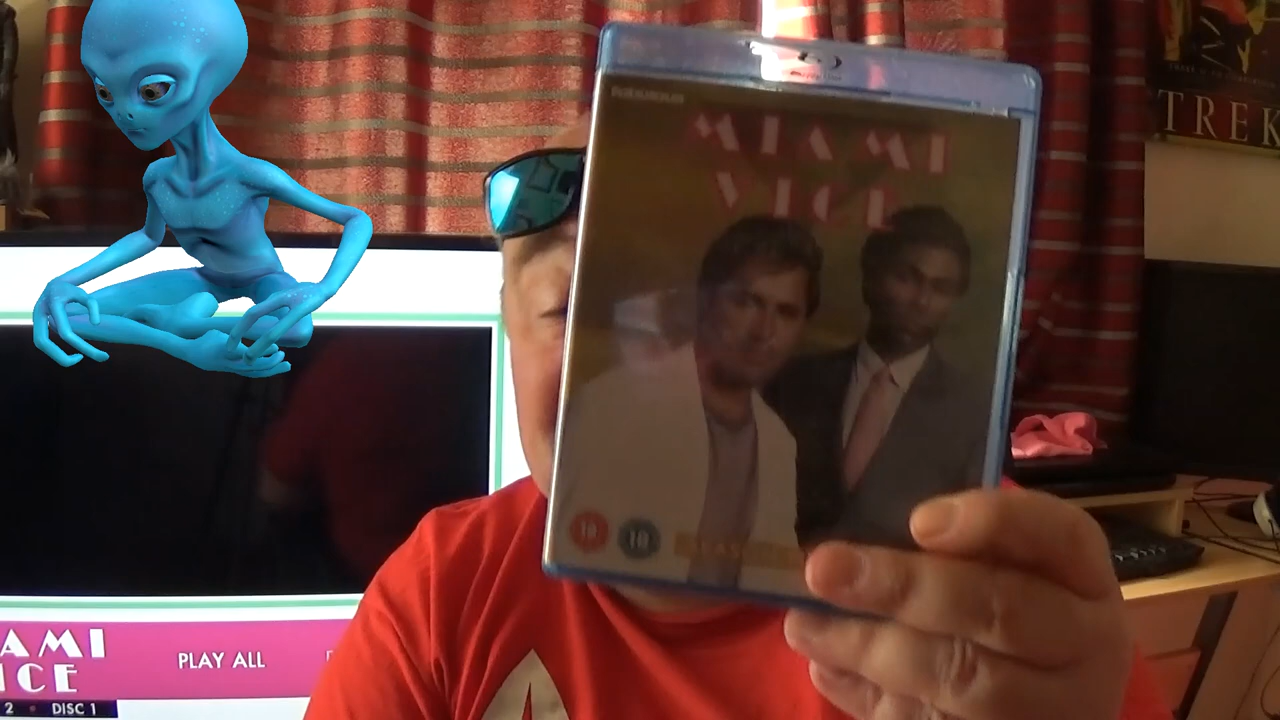 TREK
MIAMI
VICE
18
18
AMI
ICE
PLAY ALL
2 • DISC 1